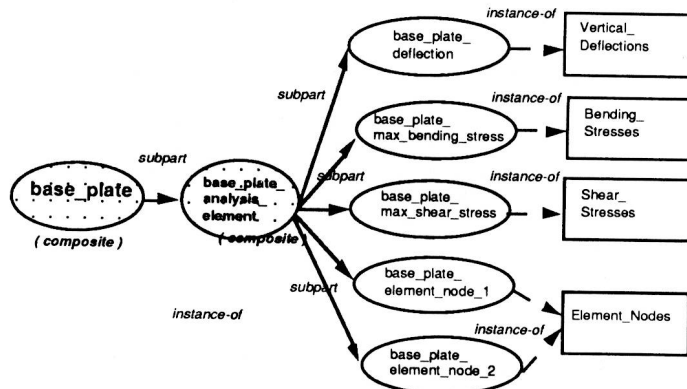 instance-of
Vertical_
Deflections
base_plate_
deflection
subpart
instance-of
Bending_
Stresses
base_plate_
max_bending_stress
subpart
instance-of
Shear_
Stresses
base_plate_
max_shear_stress
subpart
base_plate
( composite )
base_plate_
analysis_
element.
( composite )
base_plate_
element_node_1
subpart
instance-of
Element_Nodes
instance-of
base_plate_
element_node_2